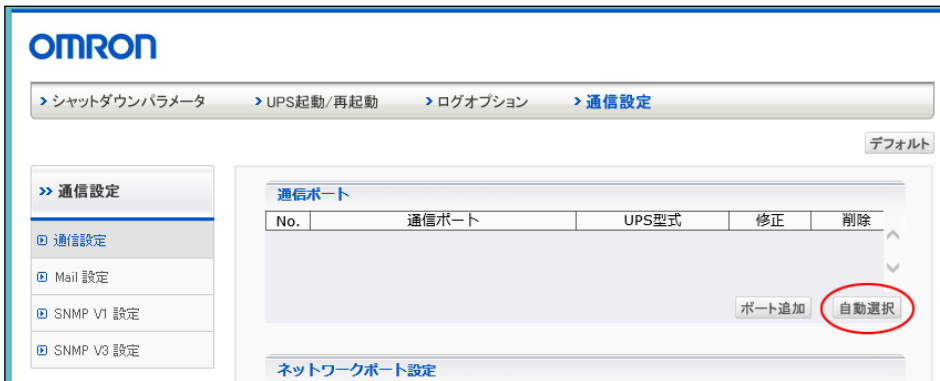 OMRON
シャットダウンパラメータ UPS起動/再起動 ログオプション 通信設定
デフォルト
通信設定
通信設定
Mail 設定
SNMP V1 設定
SNMP V3 設定
通信ポート
No. 通信ポート UPS型式 修正 削除
ポート追加 自動選択
ネットワークポート設定